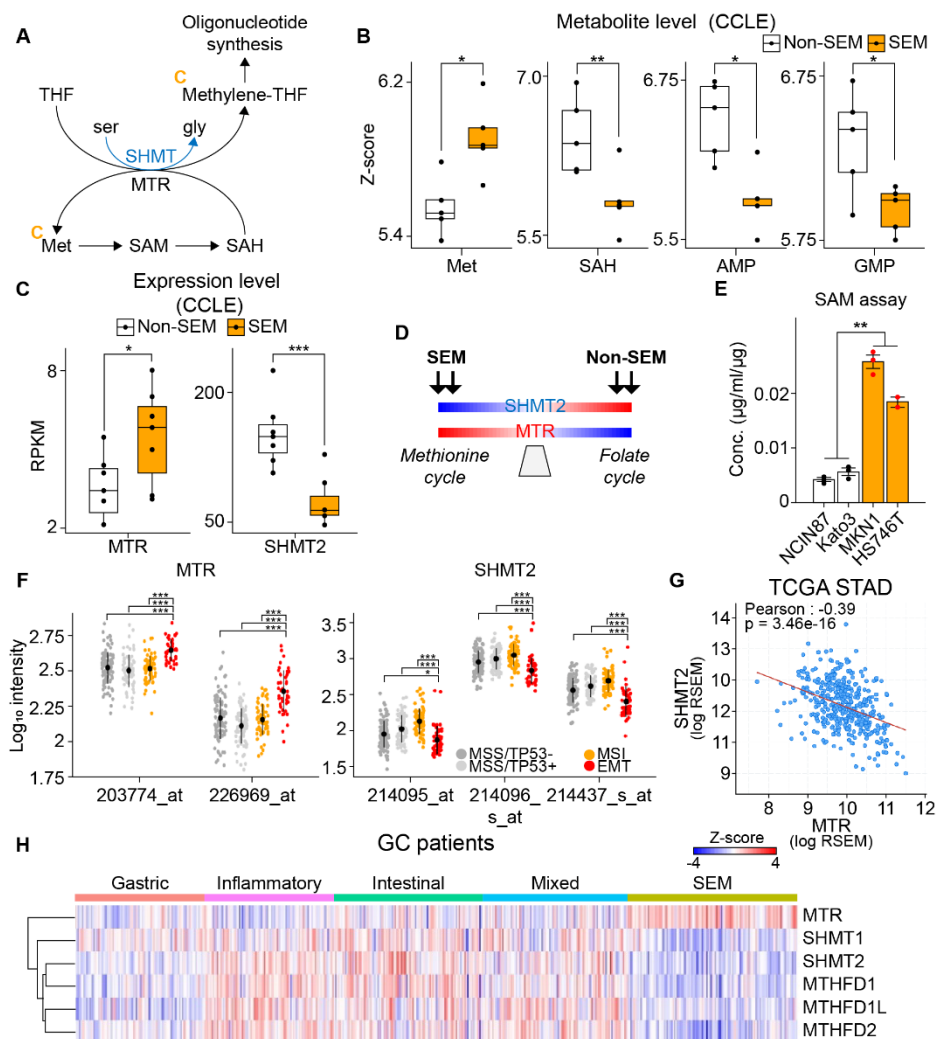 A
Oligonucleotide
synthesis
C
THF
Methylene-THF
ser
gly
SHMT
MTR
C
Met
SAM
SAH
B
Metabolite level (CCLE)
Non-SEM
SEM
Z-score
6.2
5.4
*
Met
7.0
5.5
**
SAH
6.75
5.5
*
AMP
6.75
5.75
*
GMP
C
Expression level
(CCLE)
Non-SEM
SEM
RPKM
8
2
*
MTR
200
50
***
SHMT2
D
SEM
Non-SEM
SHMT2
MTR
Methionine
cycle
Folate
cycle
E
SAM assay
**
Conc. (µg/ml/µg)
0.02
0.01
0
NCIN87
Kato3
MKN1
HS746T
F
MTR
Log₁₀ intensity
2.75
2.5
2.25
2.0
1.75
***
***
***
***
***
***
203774_at
226969_at
SHMT2
3.5
3.0
2.5
2.0
1.5
***
***
*
***
***
***
***
***
***
MSS/TP53-
MSS/TP53+
MSI
EMT
214095_at
214096_
s_at
214437_s_at
G
TCGA STAD
Pearson : -0.39
p = 3.46e-16
SHMT2
(log RSEM)
14
13
10
12
11
9
8
9
10
11
MTR
(log RSEM)
H
GC patients
Z-score
-4
4
Gastric
Inflammatory
Intestinal
Mixed
SEM
MTR
SHMT1
SHMT2
MTHFD1
MTHFD1L
MTHFD2